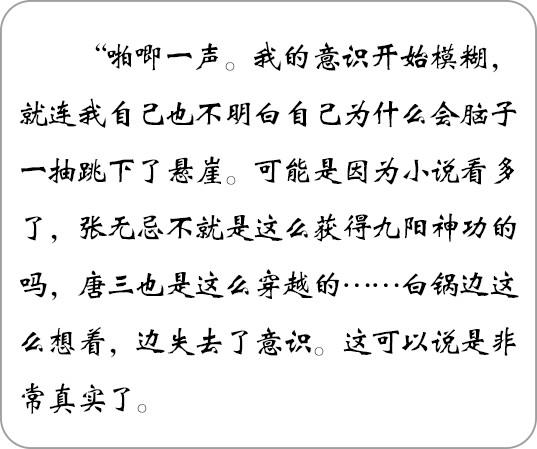 “啪唧一声。我的意识开始模糊，
就连我自己也不明白自己为什么会脑子
一抽跳下了悬崖。可能是因为小说看多
了，张无忌不就是这么获得九阳神功的
吗，唐三也是这么穿越的……白锅边这
么想着，边失去了意识。这可以说是非
常真实了。